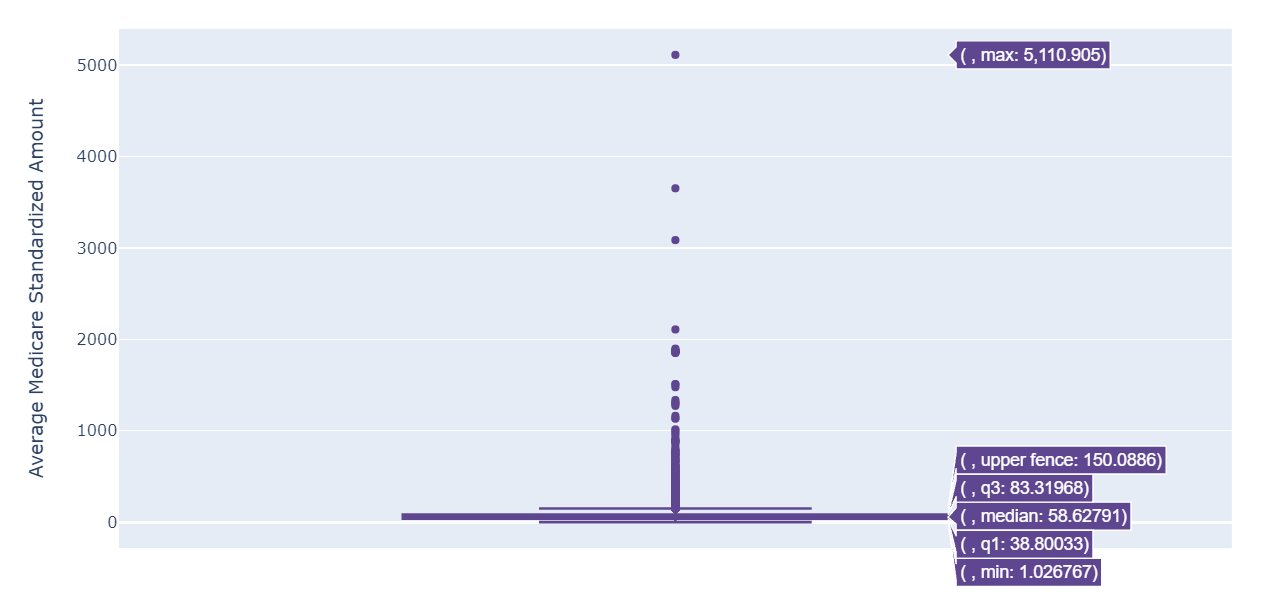 Average Medicare Standardized Amount
5000
4000
3000
2000
1000
0
( , max: 5,110.905)
( , upper fence: 150.0886)
( , q3: 83.31968)
( , median: 58.62791)
( , q1: 38.80033)
( , min: 1.026767)